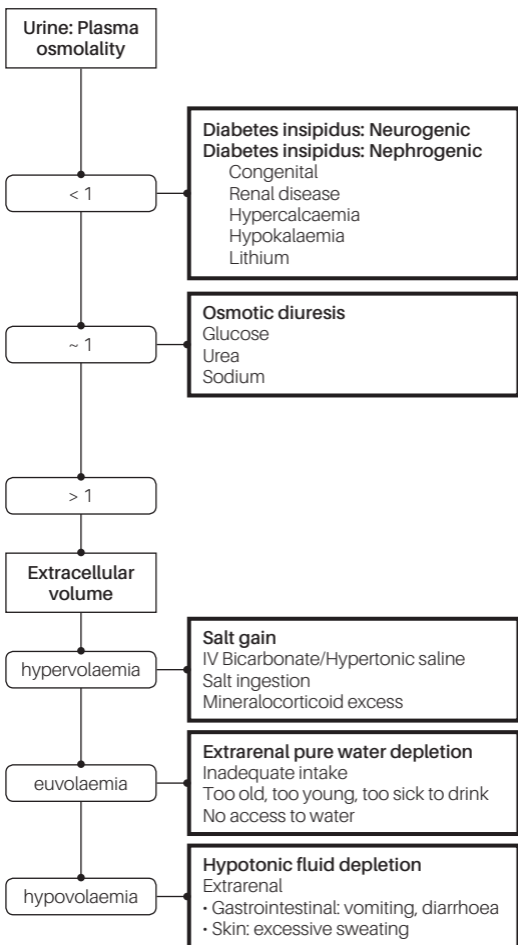 Urine: Plasma
osmolality
< 1
Diabetes insipidus: Neurogenic
Diabetes insipidus: Nephrogenic
Congenital
Renal disease
Hypercalcaemia
Hypokalaemia
Lithium
~ 1
Osmotic diuresis
Glucose
Urea
Sodium
> 1
Extracellular
volume
hypervolaemia
Salt gain
IV Bicarbonate/Hypertonic saline
Salt ingestion
Mineralocorticoid excess
euvolaemia
Extrarenal pure water depletion
Inadequate intake
Too old, too young, too sick to drink
No access to water
hypovolaemia
Hypotonic fluid depletion
Extrarenal
• Gastrointestinal: vomiting, diarrhoea
• Skin: excessive sweating